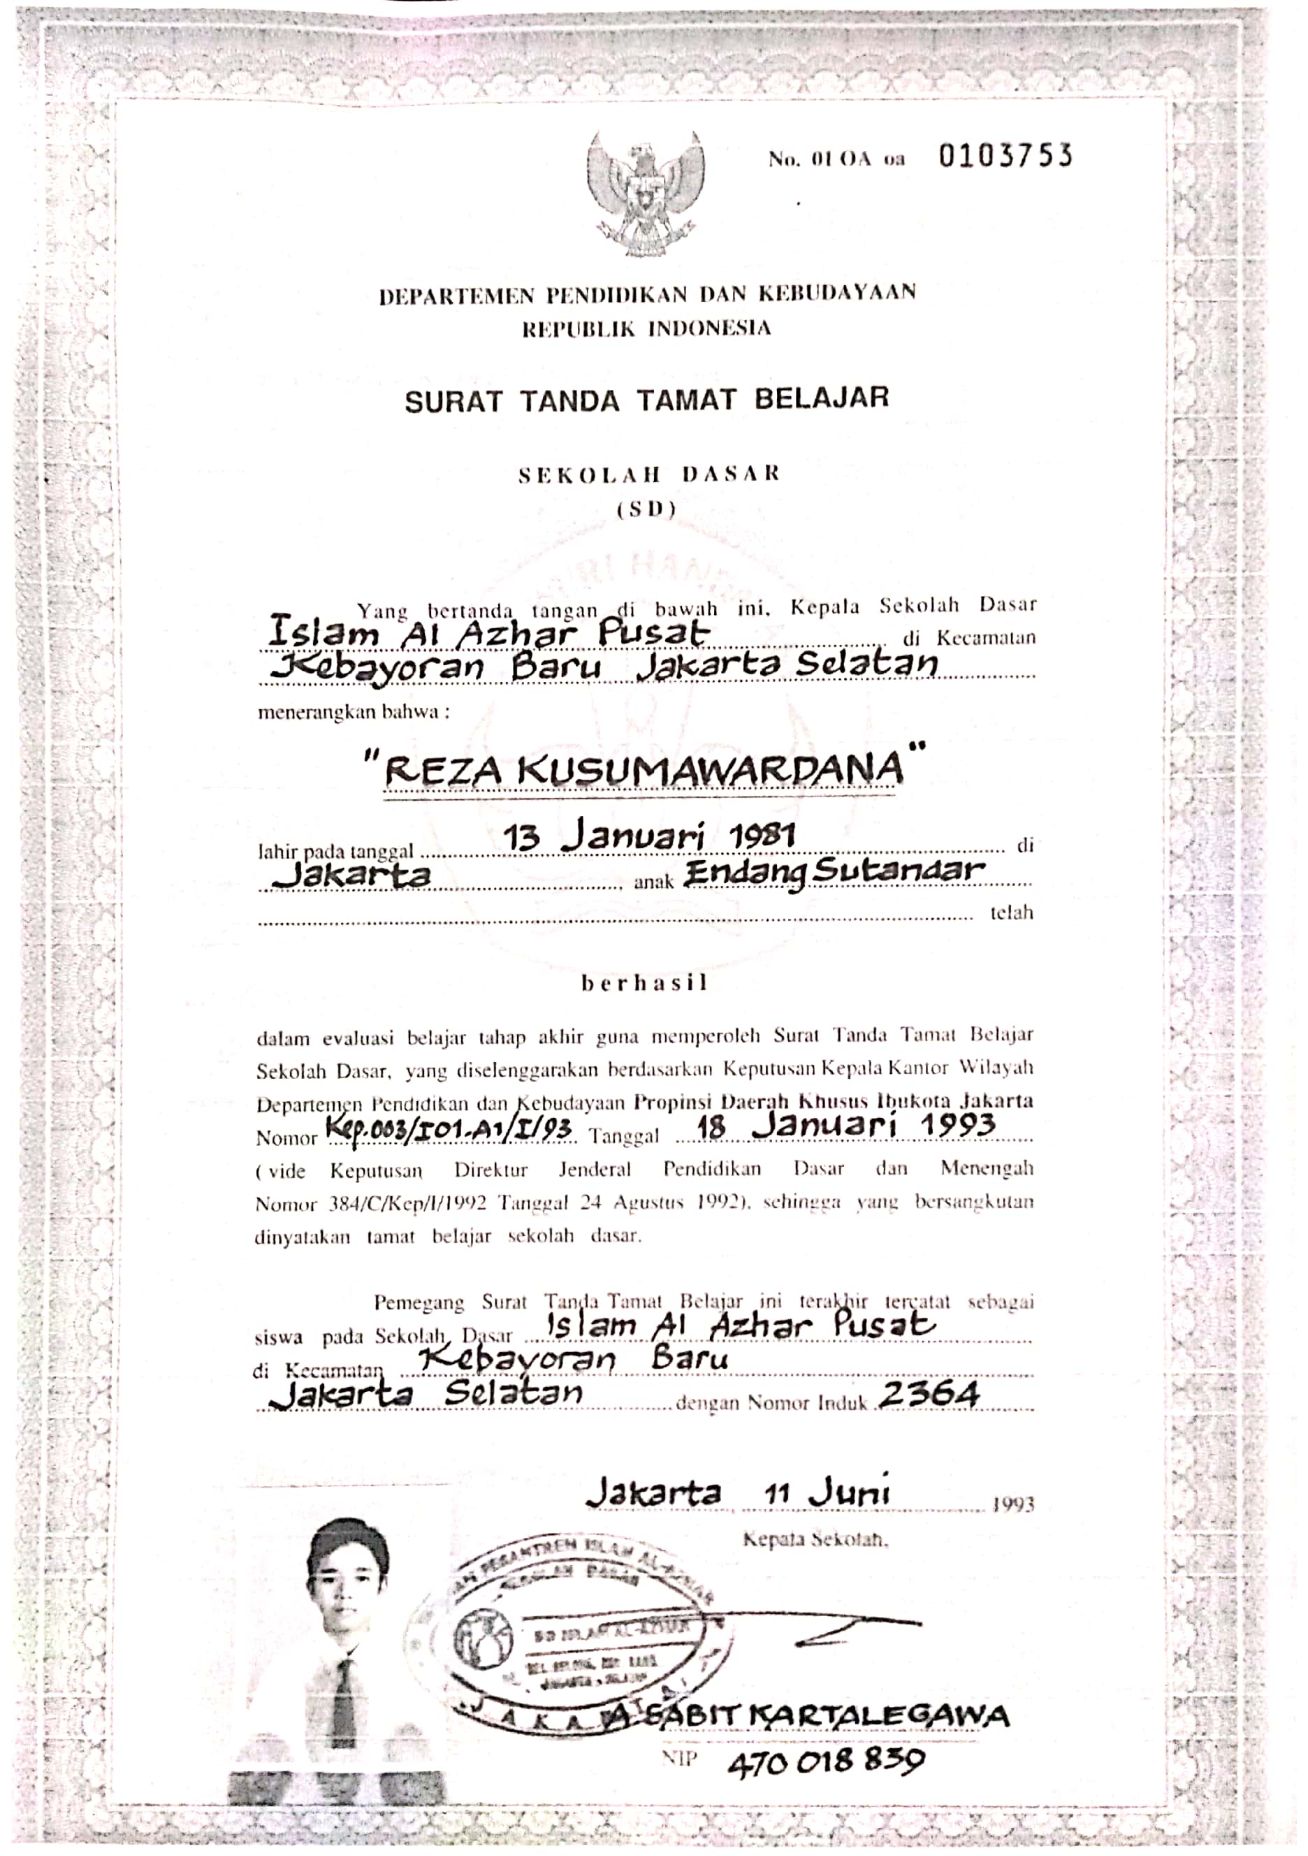 No. 01 OA oa 0103753
DEPARTEMEN PENDIDIKAN DAN KEBUDAYAAN
REPUBLIK INDONESIA
SURAT TANDA TAMAT BELAJAR
SEKOLAH DASAR
(SD)
Yang bertanda tangan di bawah ini, Kepala Sekolah Dasar
Islam Al Azhar Pusat di Kecamatan
Kebayoran Baru Jakarta Selatan
menerangkan bahwa :
"REZA KUSUMAWARDANA"
lahir pada tanggal 13 Januari 1981 di
Jakarta, anak Endang Sutandar
telah
berhasil
dalam evaluasi belajar tahap akhir guna memperoleh Surat Tanda Tamat Belajar
Sekolah Dasar, yang diselenggarakan berdasarkan Keputusan Kepala Kantor Wilayah
Departemen Pendidikan dan Kebudayaan Propinsi Daerah Khusus Ibukota Jakarta
Nomor Kep.003/I01.A1/I/93 Tanggal 18 Januari 1993
( vide Keputusan Direktur Jenderal Pendidikan Dasar dan Menengah
Nomor 384/C/Kep/I/1992 Tanggal 24 Agustus 1992), sehingga yang bersangkutan
dinyatakan tamat belajar sekolah dasar.
Pemegang Surat Tanda Tamat Belajar ini terakhir tercatat sebagai
siswa pada Sekolah Dasar Islam Al Azhar Pusat
di Kecamatan Kebayoran Baru
Jakarta Selatan dengan Nomor Induk 2364
Jakarta, 11 Juni 1993
Kepala Sekolah,
PESANTREN ISLAM AL-AZHAR
SEKOLAH DASAR
SD ISLAM AL-AZHAR
JAKARTA - SELATAN
JAKARTA
A SABIT KARTALEGAWA
NIP 470 018 839